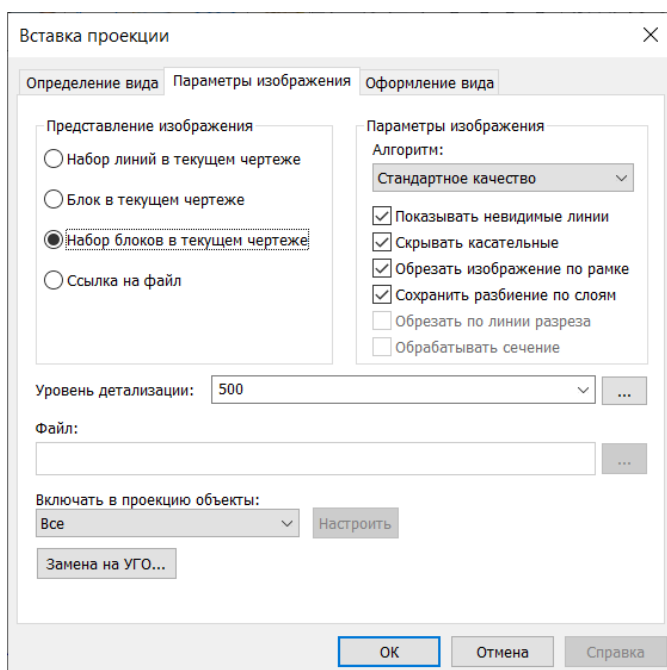 Вставка проекции
Определение вида Параметры изображения Оформление вида
Представление изображения
Набор линий в текущем чертеже
Блок в текущем чертеже
Набор блоков в текущем чертеже
Ссылка на файл
Параметры изображения
Алгоритм:
Стандартное качество
Показывать невидимые линии
Скрывать касательные
Обрезать изображение по рамке
Сохранить разбиение по слоям
Обрезать по линии разреза
Обрабатывать сечение
Уровень детализации: 500 ...
Файл:
...
Включать в проекцию объекты:
Все Настроить
Замена на УГО...
ОК Отмена Справка